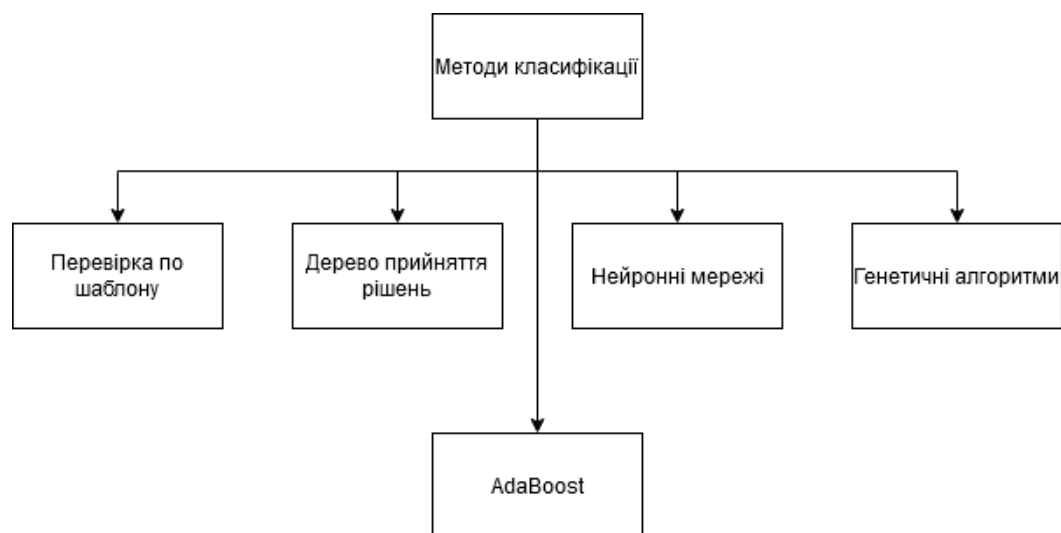 Методи класифікації
Перевірка по
шаблону
Дерево прийняття
рішень
Нейронні мережі
Генетичні алгоритми
AdaBoost